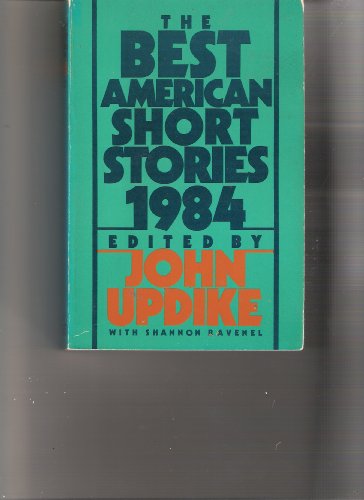 THE
BEST
AMERICAN
SHORT
STORIES
1984
EDITED BY
JOHN
UPDIKE
WITH SHANNON RAVENEL